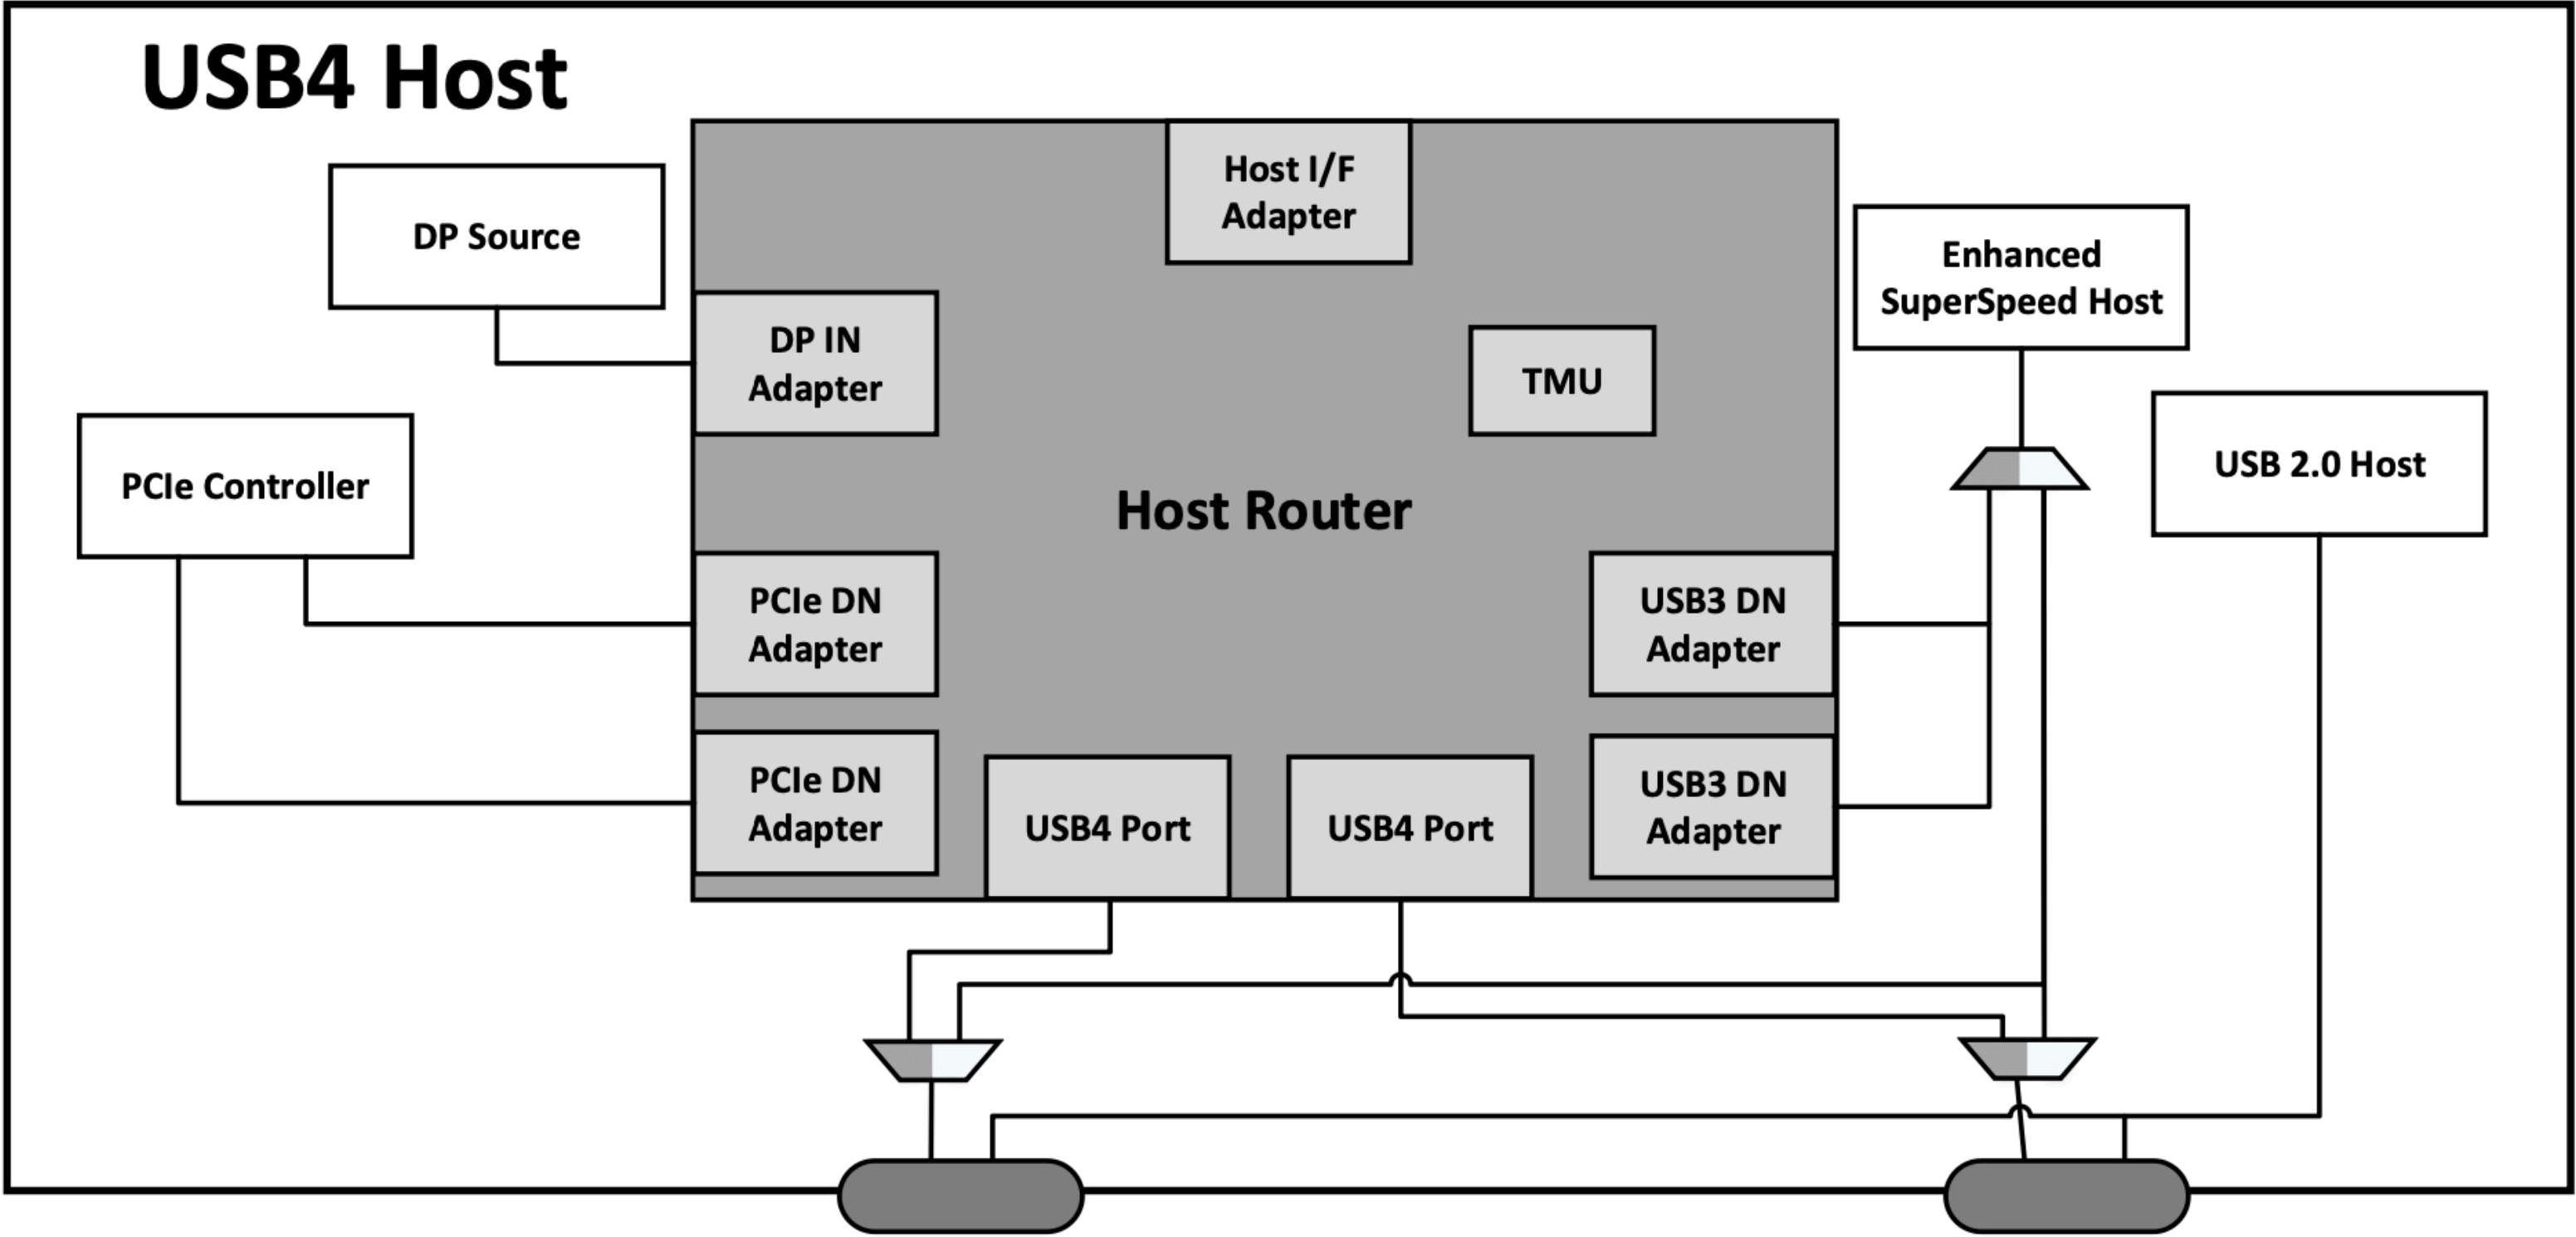 USB4 Host
Host I/F
Adapter
DP Source
Enhanced
SuperSpeed Host
DP IN
Adapter
TMU
PCIe Controller
USB 2.0 Host
Host Router
PCIe DN
Adapter
USB3 DN
Adapter
PCIe DN
Adapter
USB4 Port
USB4 Port
USB3 DN
Adapter